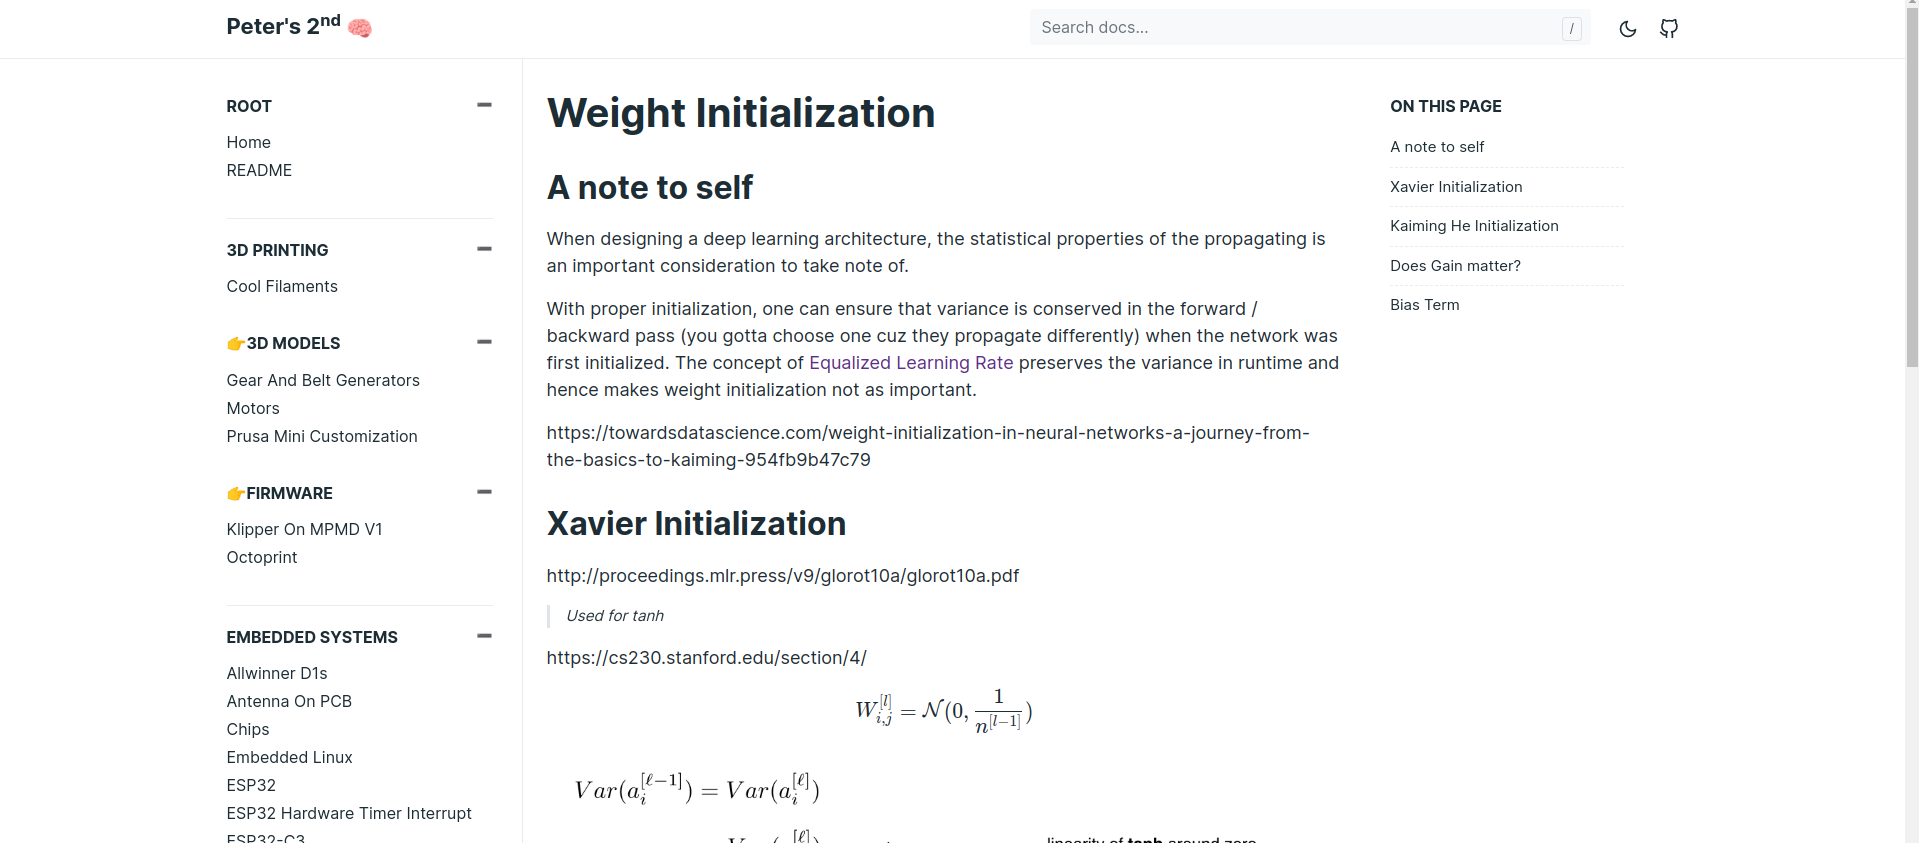 Peter's 2nd 🧠
Search docs...
/
ROOT
Home
README
3D PRINTING
Cool Filaments
👉3D MODELS
Gear And Belt Generators
Motors
Prusa Mini Customization
👉FIRMWARE
Klipper On MPMD V1
Octoprint
EMBEDDED SYSTEMS
Allwinner D1s
Antenna On PCB
Chips
Embedded Linux
ESP32
ESP32 Hardware Timer Interrupt
ESP32-C3
Weight Initialization
A note to self
When designing a deep learning architecture, the statistical properties of the propagating is
an important consideration to take note of.
With proper initialization, one can ensure that variance is conserved in the forward /
backward pass (you gotta choose one cuz they propagate differently) when the network was
first initialized. The concept of Equalized Learning Rate preserves the variance in runtime and
hence makes weight initialization not as important.
https://towardsdatascience.com/weight-initialization-in-neural-networks-a-journey-from-
the-basics-to-kaiming-954fb9b47c79
Xavier Initialization
http://proceedings.mlr.press/v9/glorot10a/glorot10a.pdf
Used for tanh
https://cs230.stanford.edu/section/4/
W_{i,j}^{[l]} = 𝒩(0, \frac{1}{n^{[l-1]}})
Var(a_i^{[ℓ-1]}) = Var(a_i^{[ℓ]})
linearity of tanh around zero
ON THIS PAGE
A note to self
Xavier Initialization
Kaiming He Initialization
Does Gain matter?
Bias Term